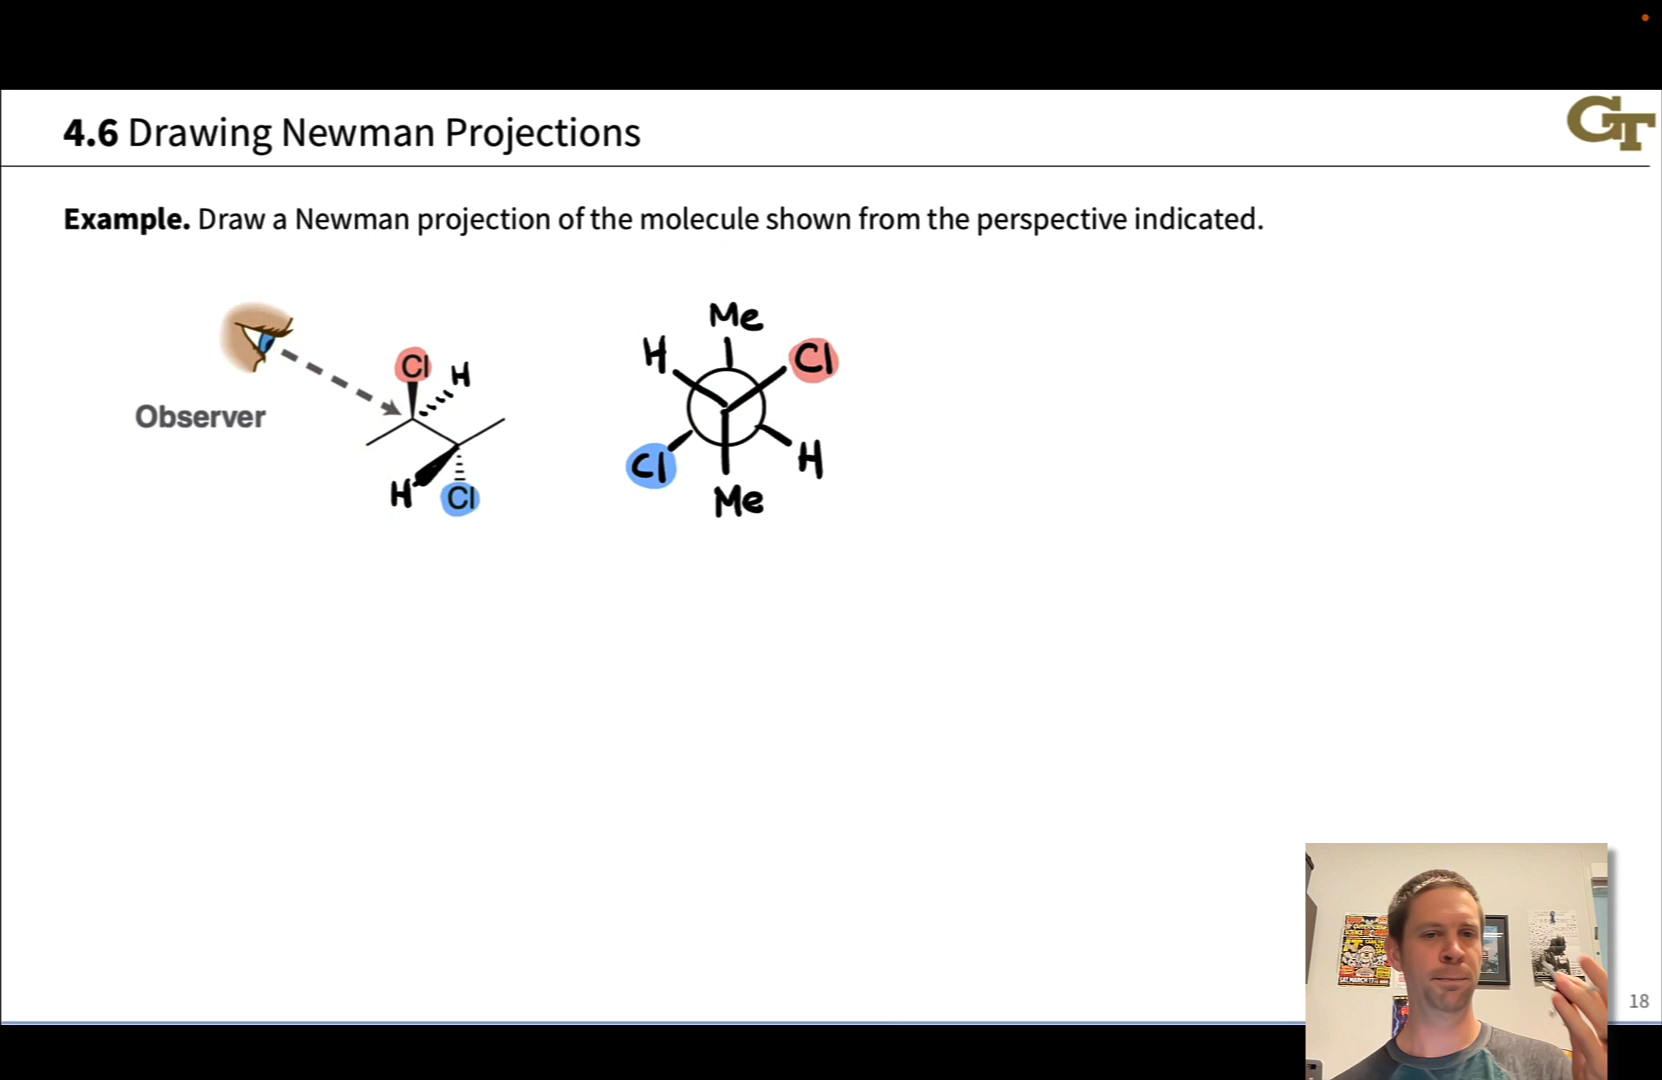 4.6 Drawing Newman Projections
GT
Example. Draw a Newman projection of the molecule shown from the perspective indicated.
Observer
Cl H
H Cl
Me
H Cl
Cl H
Me
18